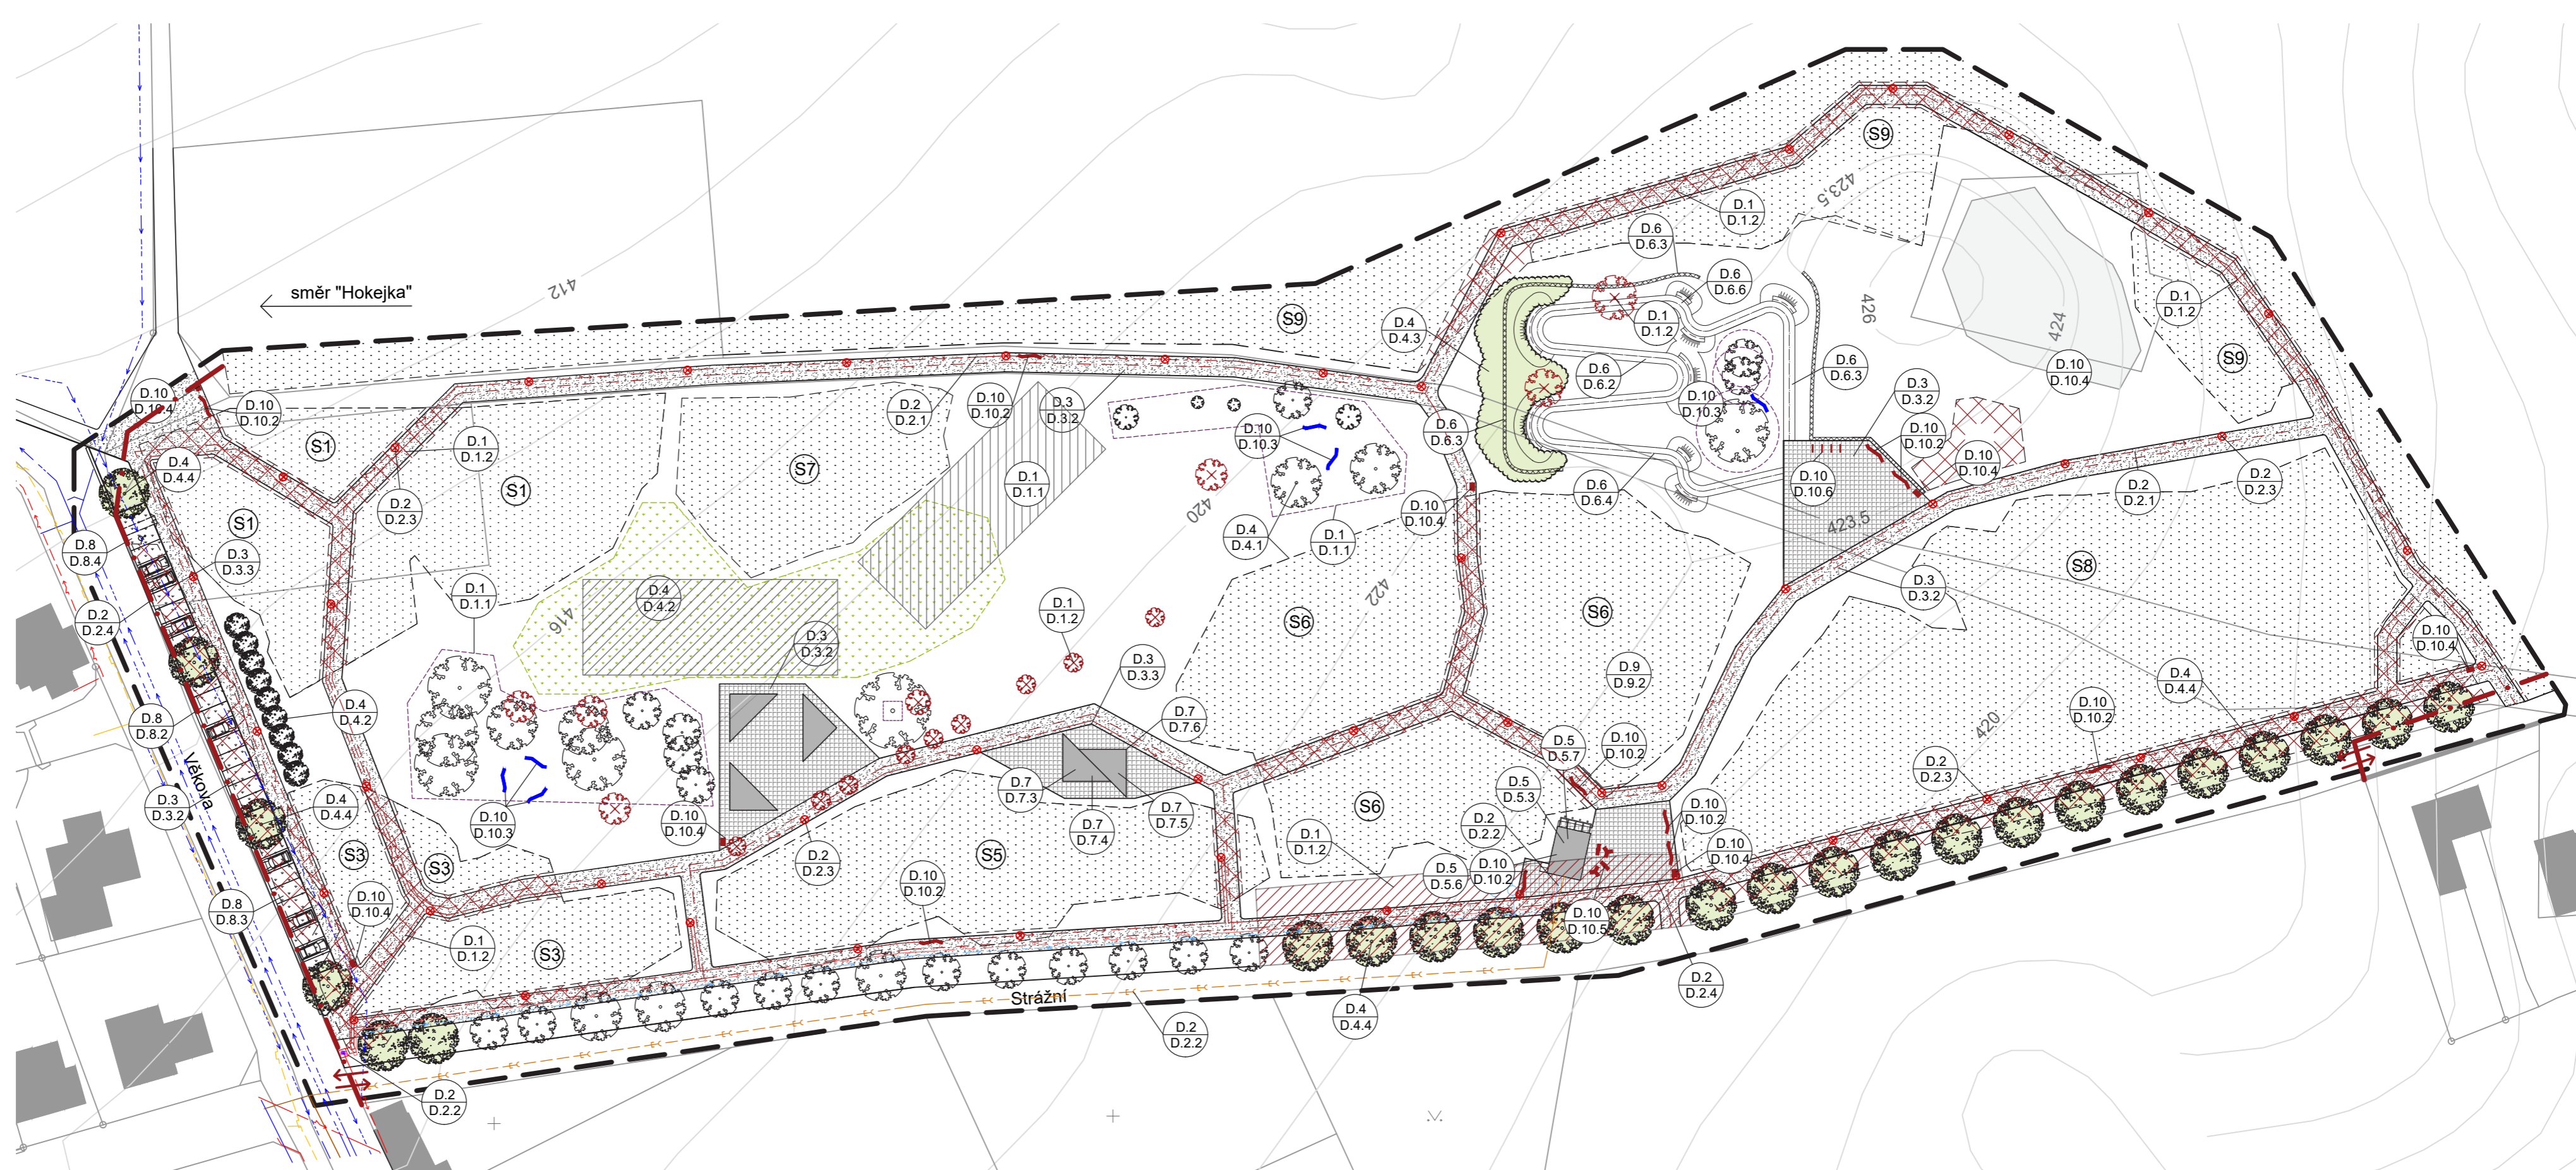 S9
423.5
D.1
D.1.2
D.6
D.6.3
D.6
D.6.6
směr "Hokejka"
412
S9
D.4
D.4.3
D.1
D.1.2
D.6
D.6.2
426
424
D.1
D.1.2
S9
D.6
D.6.3
D.10
D.10.4
D.10
D.10.4
D.10
D.10.2
S1
D.1
D.1.2
D.2
D.2.1
D.10
D.10.2
D.3
D.3.2
D.10
D.10.3
D.6
D.6.3
D.10
D.10.3
D.3
D.3.2
D.10
D.10.2
D.10
D.10.4
D.4
D.4.4
S1
S7
D.1
D.1.1
D.10
D.10.6
D.2
D.2.1
D.2
D.2.3
S1
D.2
D.2.3
420
D.10
D.10.4
D.6
D.6.4
423.5
D.8
D.8.4
D.3
D.3.3
D.4
D.4.1
D.1
D.1.1
S8
D.3
D.3.2
D.2
D.2.4
D.1
D.1.1
D.4
D.4.2
416
D.1
D.1.2
422
S6
S6
D.3
D.3.2
D.3
D.3.3
D.9
D.9.2
D.10
D.10.4
D.4
D.4.4
D.8
D.8.2
D.4
D.4.2
D.7
D.7.6
D.10
D.10.2
420
Věkova
D.5
D.5.7
D.10
D.10.2
D.2
D.2.3
D.3
D.3.2
D.4
D.4.4
D.10
D.10.3
D.10
D.10.4
D.7
D.7.3
D.7
D.7.4
D.7
D.7.5
S6
D.5
D.5.3
D.2
D.2.2
D.10
D.10.2
D.10
D.10.4
S3
S3
D.2
D.2.3
S5
D.1
D.1.2
D.5
D.5.6
D.10
D.10.2
D.8
D.8.3
D.10
D.10.4
D.10
D.10.2
D.10
D.10.5
D.1
D.1.2
S3
D.2
D.2.4
Strážní
D.4
D.4.4
D.2
D.2.2
D.2
D.2.2